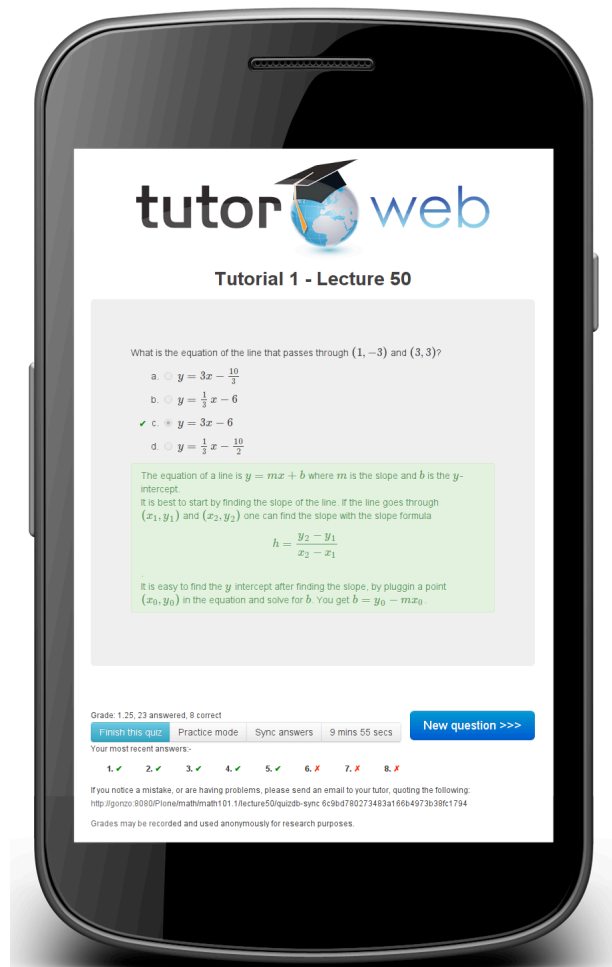 tutor web
Tutorial 1 - Lecture 50
What is the equation of the line that passes through (1, −3) and (3, 3)?
a. y = 3x − 10/3
b. y = 1/3 x − 6
✔ c. y = 3x − 6
d. y = 1/3 x − 10/2
The equation of a line is y = mx + b where m is the slope and b is the y-
intercept.
It is best to start by finding the slope of the line. If the line goes through
(x₁, y₁) and (x₂, y₂) one can find the slope with the slope formula
h = (y₂ − y₁)/(x₂ − x₁)
It is easy to find the y intercept after finding the slope, by pluggin a point
(x₀, y₀) in the equation and solve for b. You get b = y₀ − mx₀.
Grade: 1.25, 23 answered, 8 correct
Finish this quiz Practice mode Sync answers 9 mins 55 secs New question >>>
Your most recent answers:-
1. ✔ 2. ✔ 3. ✔ 4. ✔ 5. ✔ 6. ✗ 7. ✗ 8. ✗
If you notice a mistake, or are having problems, please send an email to your tutor, quoting the following:
http://gonzo:8080/Plone/math/math101.1/lecture50/quizdb-sync 6c9bd780273483a166b4973b38fc1794
Grades may be recorded and used anonymously for research purposes.